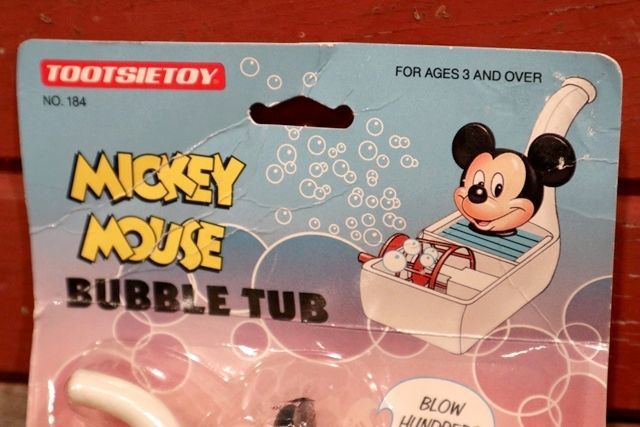 TOOTSIETOY
NO. 184
FOR AGES 3 AND OVER
MICKEY
MOUSE
BUBBLE TUB
BLOW